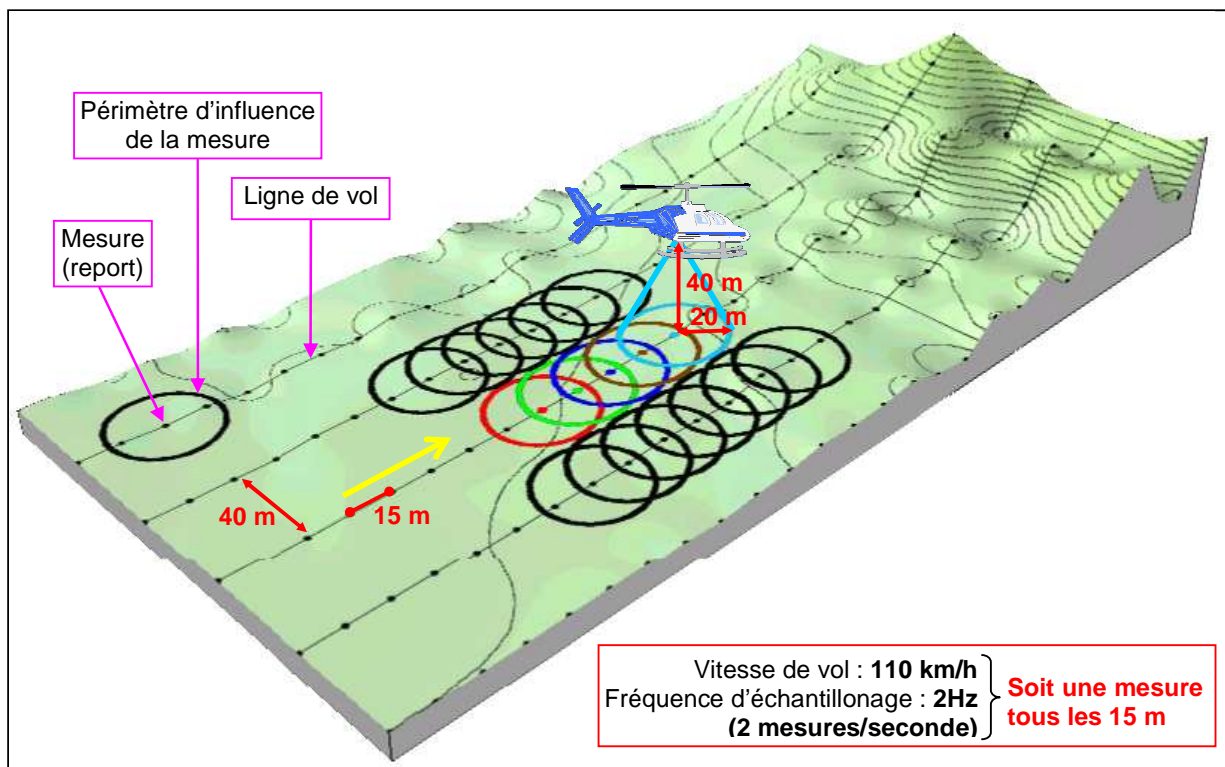 Périmètre d'influence
de la mesure
Ligne de vol
Mesure
(report)
40 m
20 m
40 m
15 m
Vitesse de vol : 110 km/h
Fréquence d'échantillonage : 2Hz
(2 mesures/seconde)
Soit une mesure
tous les 15 m